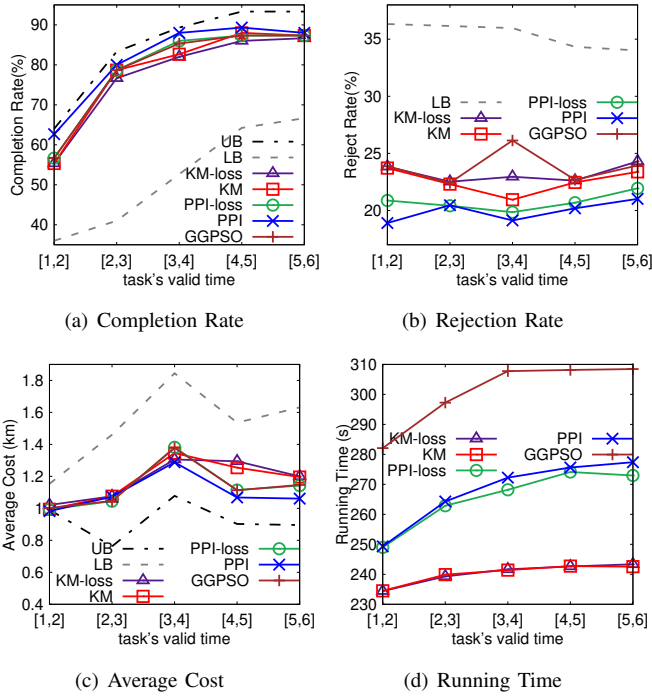 90
80
70
60
50
40
Completion Rate(%)
UB
LB
KM-loss
KM
PPI-loss
PPI
GGPSO
[1,2] [2,3] [3,4] [4,5] [5,6]
task's valid time
(a) Completion Rate
35
30
25
20
Reject Rate(%)
LB PPI-loss
KM-loss PPI
KM GGPSO
[1,2] [2,3] [3,4] [4,5] [5,6]
task's valid time
(b) Rejection Rate
1.8
1.6
1.4
1.2
1
0.8
0.6
0.4
Average Cost (km)
UB PPI-loss
LB PPI
KM-loss GGPSO
KM
[1,2] [2,3] [3,4] [4,5] [5,6]
task's valid time
(c) Average Cost
310
300
290
280
270
260
250
240
230
Running Time (s)
KM-loss PPI
KM GGPSO
PPI-loss
[1,2] [2,3] [3,4] [4,5] [5,6]
task's valid time
(d) Running Time